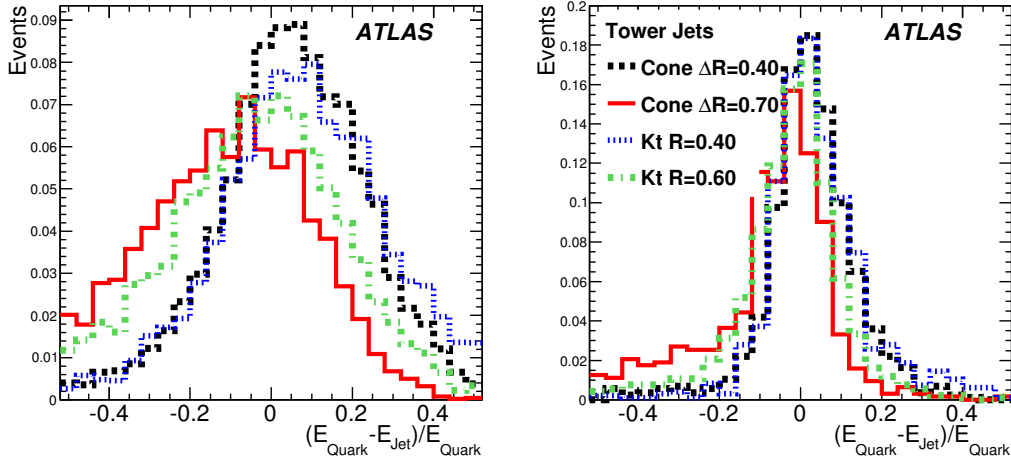 Events
0.09
0.08
0.07
0.06
0.05
0.04
0.03
0.02
0.01
0
ATLAS
-0.4 -0.2 0 0.2 0.4
(E_Quark-E_Jet)/E_Quark
Events
0.2
0.18
0.16
0.14
0.12
0.1
0.08
0.06
0.04
0.02
0
Tower Jets
ATLAS
Cone ΔR=0.40
Cone ΔR=0.70
Kt R=0.40
Kt R=0.60
-0.4 -0.2 0 0.2 0.4
(E_Quark-E_Jet)/E_Quark